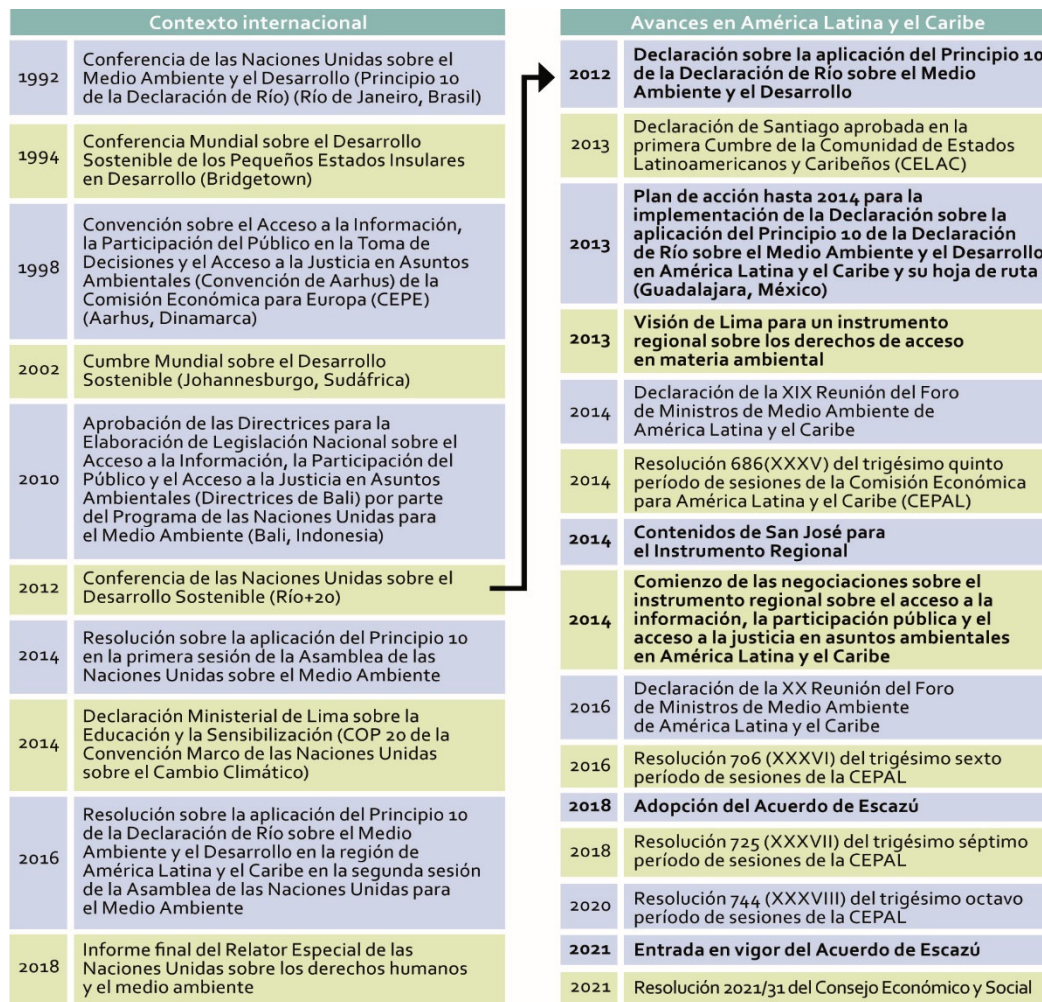 Contexto internacional
1992
Conferencia de las Naciones Unidas sobre el
Medio Ambiente y el Desarrollo (Principio 10
de la Declaración de Río) (Río de Janeiro, Brasil)
1994
Conferencia Mundial sobre el Desarrollo
Sostenible de los Pequeños Estados Insulares
en Desarrollo (Bridgetown)
1998
Convención sobre el Acceso a la Información,
la Participación del Público en la Toma de
Decisiones y el Acceso a la Justicia en Asuntos
Ambientales (Convención de Aarhus) de la
Comisión Económica para Europa (CEPE)
(Aarhus, Dinamarca)
2002
Cumbre Mundial sobre el Desarrollo
Sostenible (Johannesburgo, Sudáfrica)
2010
Aprobación de las Directrices para la
Elaboración de Legislación Nacional sobre el
Acceso a la Información, la Participación del
Público y el Acceso a la Justicia en Asuntos
Ambientales (Directrices de Bali) por parte
del Programa de las Naciones Unidas para
el Medio Ambiente (Bali, Indonesia)
2012
Conferencia de las Naciones Unidas sobre el
Desarrollo Sostenible (Río+20)
2014
Resolución sobre la aplicación del Principio 10
en la primera sesión de la Asamblea de las
Naciones Unidas sobre el Medio Ambiente
2014
Declaración Ministerial de Lima sobre la
Educación y la Sensibilización (COP 20 de la
Convención Marco de las Naciones Unidas
sobre el Cambio Climático)
2016
Resolución sobre la aplicación del Principio 10
de la Declaración de Río sobre el Medio
Ambiente y el Desarrollo en la región de
América Latina y el Caribe en la segunda sesión
de la Asamblea de las Naciones Unidas para
el Medio Ambiente
2018
Informe final del Relator Especial de las
Naciones Unidas sobre los derechos humanos
y el medio ambiente
Avances en América Latina y el Caribe
2012
Declaración sobre la aplicación del Principio 10
de la Declaración de Río sobre el Medio
Ambiente y el Desarrollo
2013
Declaración de Santiago aprobada en la
primera Cumbre de la Comunidad de Estados
Latinoamericanos y Caribeños (CELAC)
2013
Plan de acción hasta 2014 para la
implementación de la Declaración sobre la
aplicación del Principio 10 de la Declaración
de Río sobre el Medio Ambiente y el Desarrollo
en América Latina y el Caribe y su hoja de ruta
(Guadalajara, México)
2013
Visión de Lima para un instrumento
regional sobre los derechos de acceso
en materia ambiental
2014
Declaración de la XIX Reunión del Foro
de Ministros de Medio Ambiente de
América Latina y el Caribe
2014
Resolución 686(XXXV) del trigésimo quinto
período de sesiones de la Comisión Económica
para América Latina y el Caribe (CEPAL)
2014
Contenidos de San José para
el Instrumento Regional
2014
Comienzo de las negociaciones sobre el
instrumento regional sobre el acceso a la
información, la participación pública y el
acceso a la justicia en asuntos ambientales
en América Latina y el Caribe
2016
Declaración de la XX Reunión del Foro
de Ministros de Medio Ambiente
de América Latina y el Caribe
2016
Resolución 706 (XXXVI) del trigésimo sexto
período de sesiones de la CEPAL
2018
Adopción del Acuerdo de Escazú
2018
Resolución 725 (XXXVII) del trigésimo séptimo
período de sesiones de la CEPAL
2020
Resolución 744 (XXXVIII) del trigésimo octavo
período de sesiones de la CEPAL
2021
Entrada en vigor del Acuerdo de Escazú
2021
Resolución 2021/31 del Consejo Económico y Social